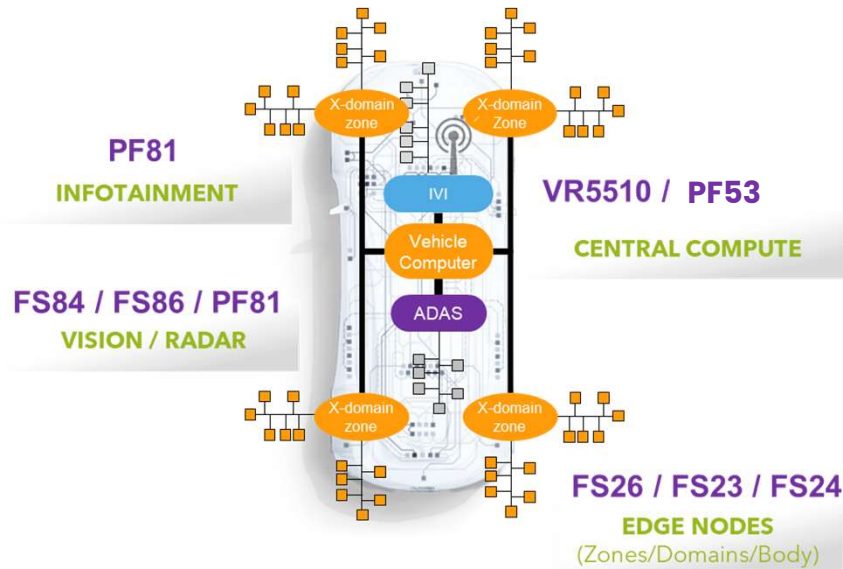 X-domain
zone
X-domain
Zone
PF81
INFOTAINMENT
IVI
VR5510 / PF53
Vehicle
Computer
CENTRAL COMPUTE
FS84 / FS86 / PF81
VISION / RADAR
ADAS
X-domain
zone
X-domain
zone
FS26 / FS23 / FS24
EDGE NODES
(Zones/Domains/Body)